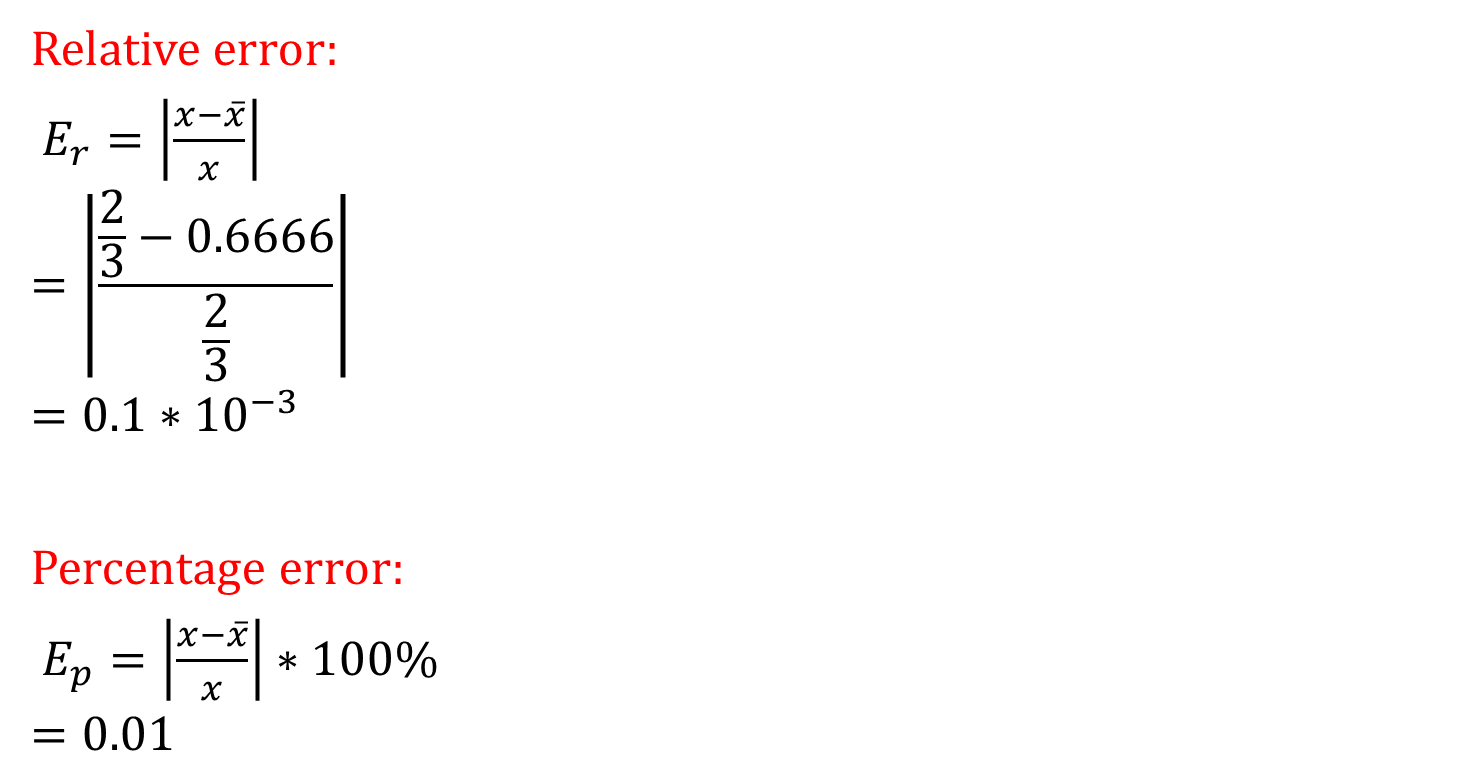 Relative error:
E_r = |(x−x̄)/x|
= |(2/3 − 0.6666)/(2/3)|
= 0.1 ∗ 10^−3
Percentage error:
E_p = |(x−x̄)/x| ∗ 100%
= 0.01